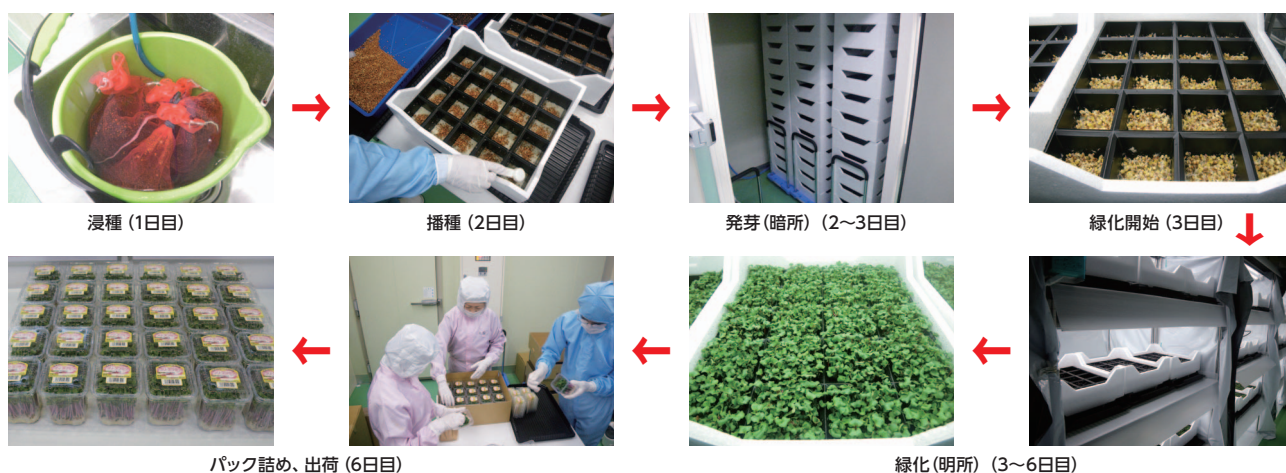 浸種（1日目）
播種（2日目）
発芽（暗所）（2～3日目）
緑化開始（3日目）
緑化（明所）（3～6日目）
パック詰め、出荷（6日目）